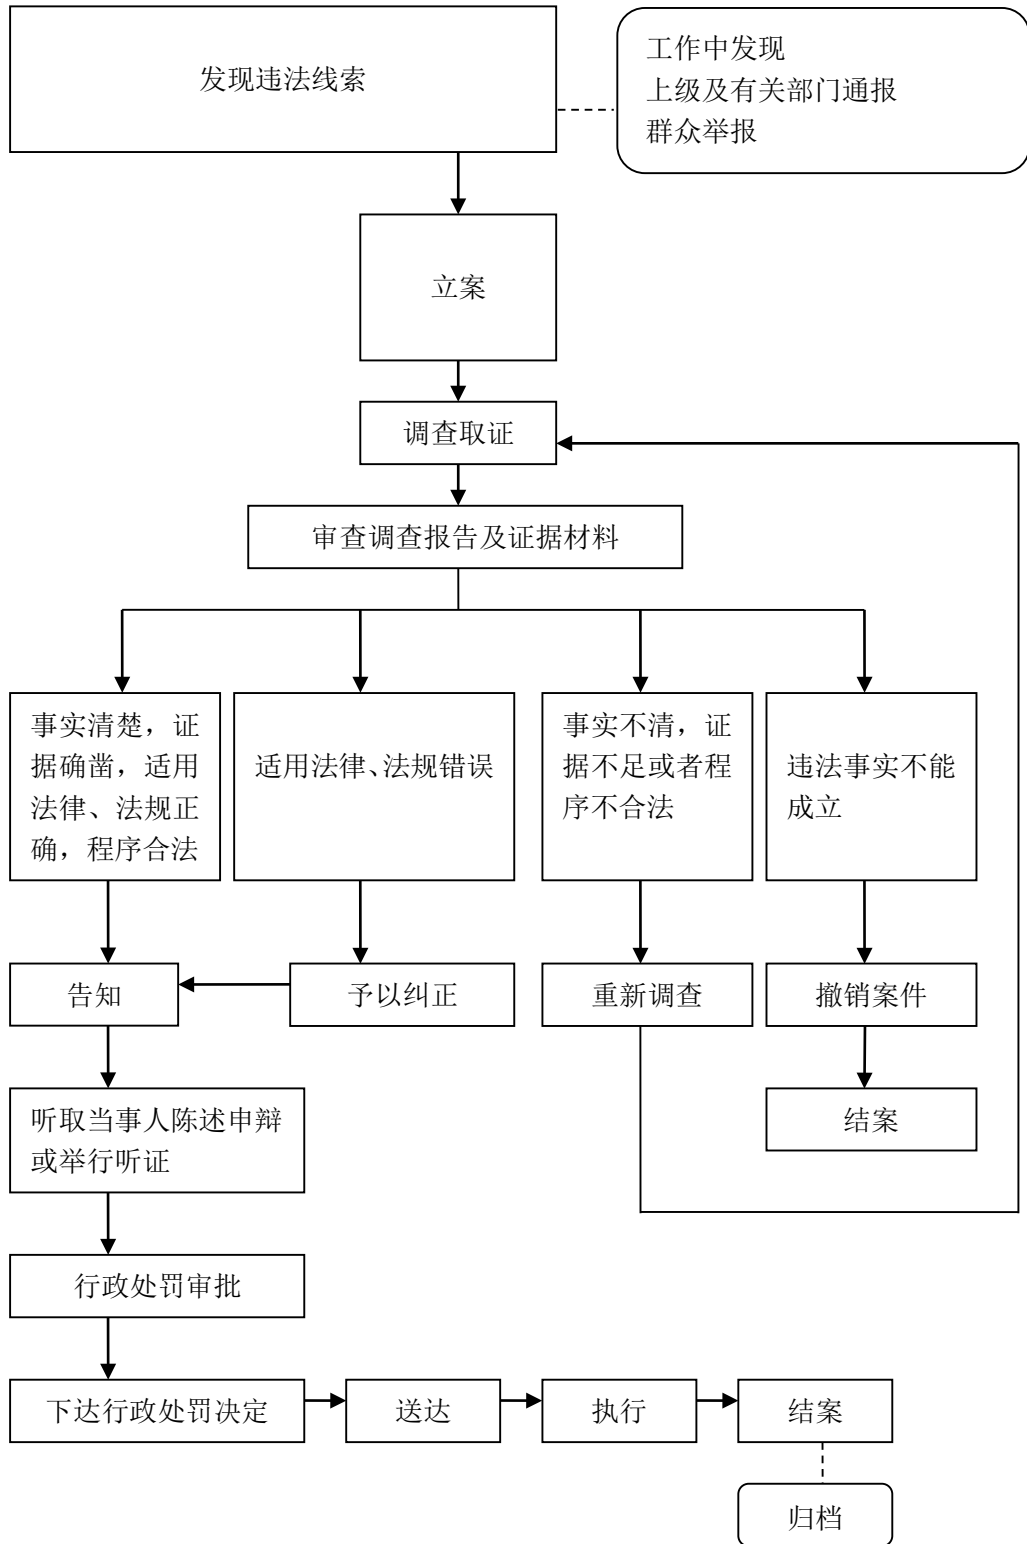 发现违法线索
工作中发现
上级及有关部门通报
群众举报
立案
调查取证
审查调查报告及证据材料
事实清楚，证
据确凿，适用
法律、法规正
确，程序合法
适用法律、法规错误
事实不清，证
据不足或者程
序不合法
违法事实不能
成立
告知
予以纠正
重新调查
撤销案件
听取当事人陈述申辩
或举行听证
结案
行政处罚审批
下达行政处罚决定
送达
执行
结案
归档